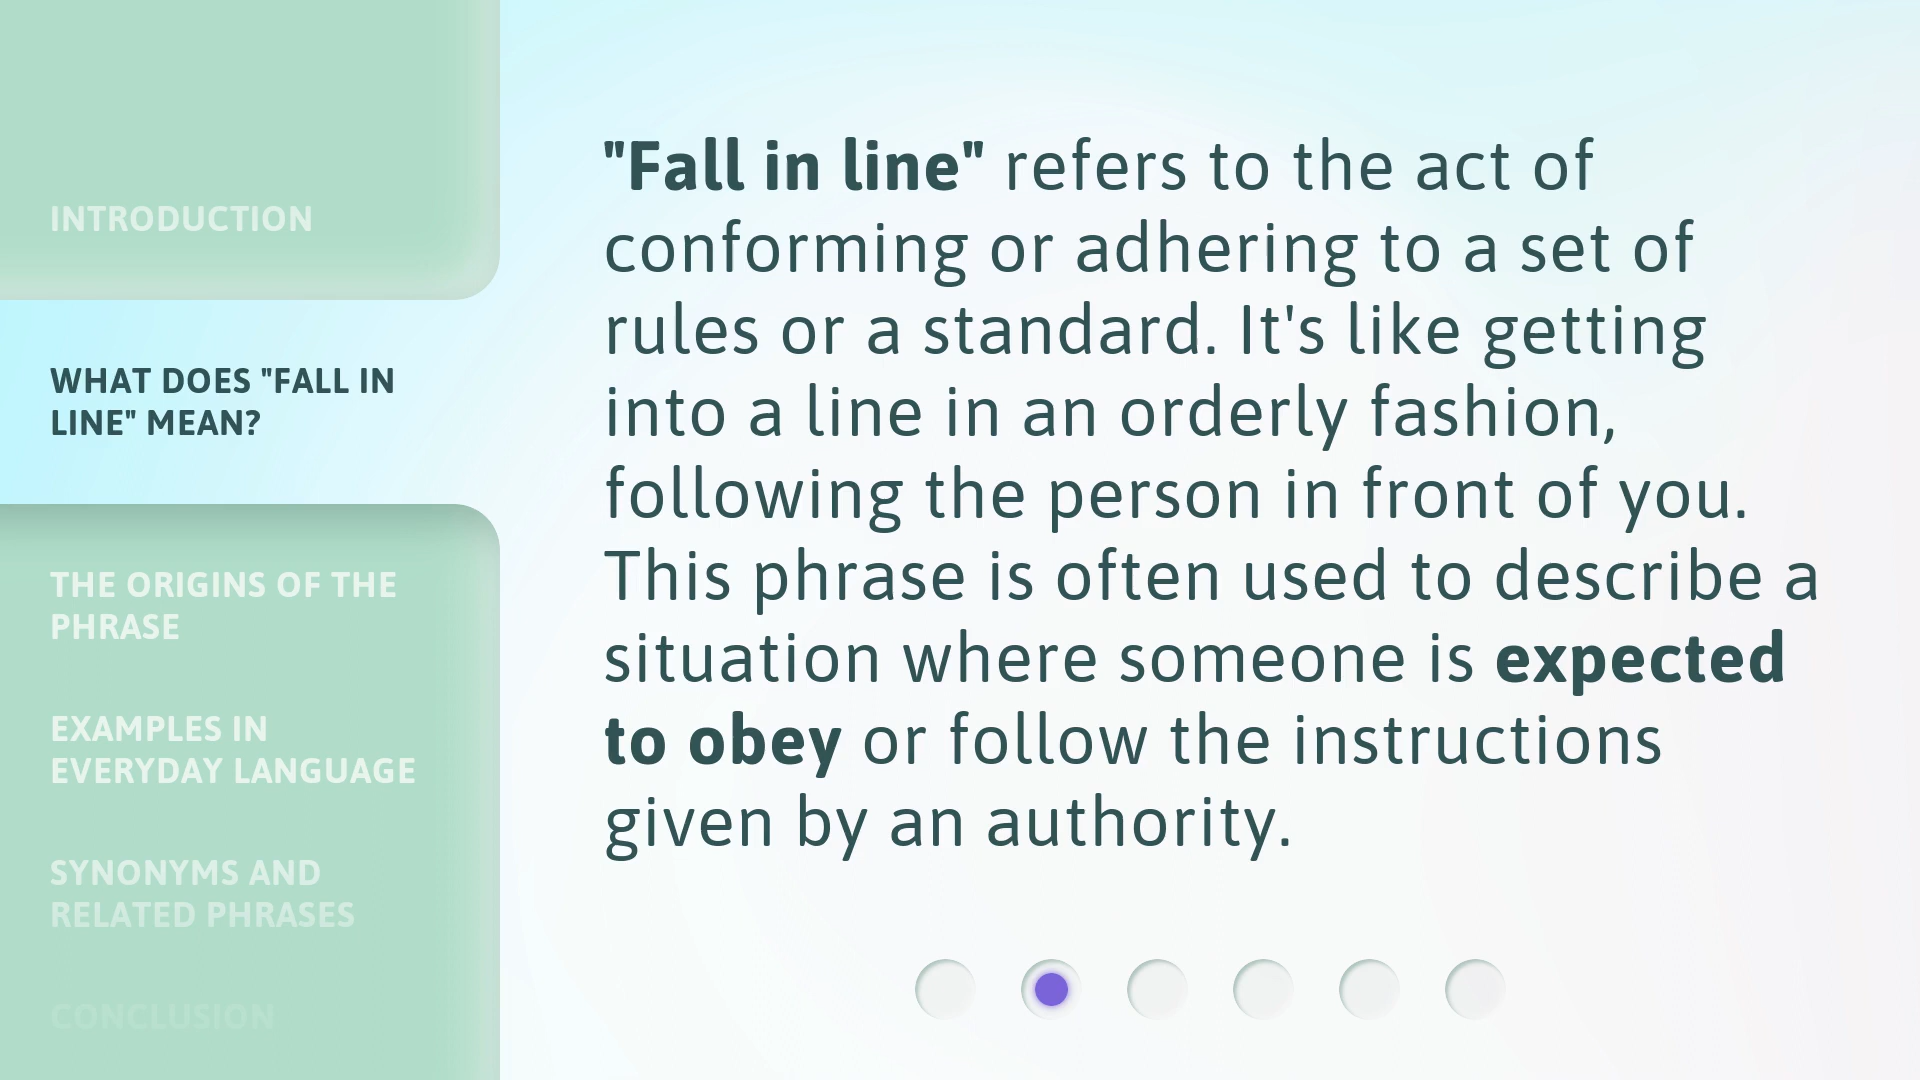 INTRODUCTION
WHAT DOES "FALL IN
LINE" MEAN?
THE ORIGINS OF THE
PHRASE
EXAMPLES IN
EVERYDAY LANGUAGE
SYNONYMS AND
RELATED PHRASES
CONCLUSION
"Fall in line" refers to the act of
conforming or adhering to a set of
rules or a standard. It's like getting
into a line in an orderly fashion,
following the person in front of you.
This phrase is often used to describe a
situation where someone is expected
to obey or follow the instructions
given by an authority.